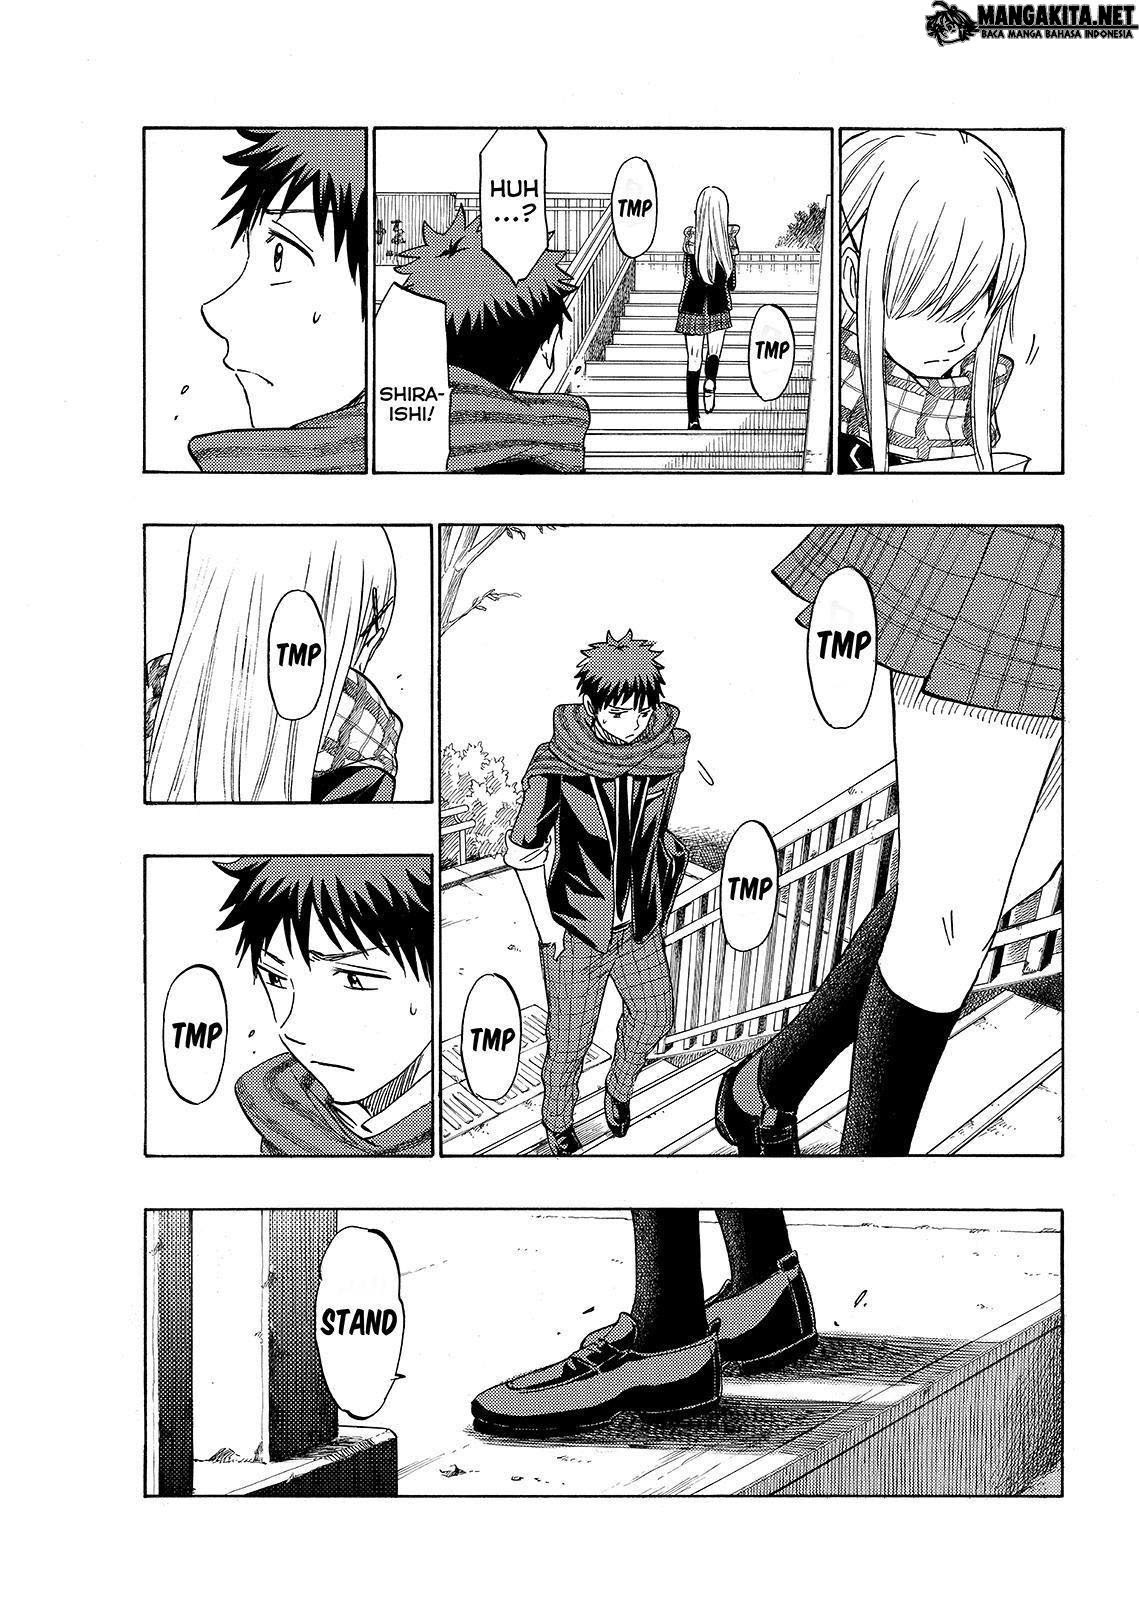 MANGAKITA.NET
BACA MANGA BAHASA INDONESIA
TMP
TMP
HUH
...?
SHIRA-
ISHI!
TMP
TMP
TMP
TMP
TMP
STAND